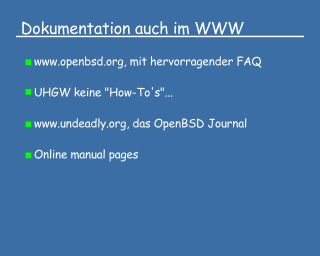 Dokumentation auch im WWW
www.openbsd.org, mit hervorragender FAQ
UHGW keine "How-To's"...
www.undeadly.org, das OpenBSD Journal
Online manual pages